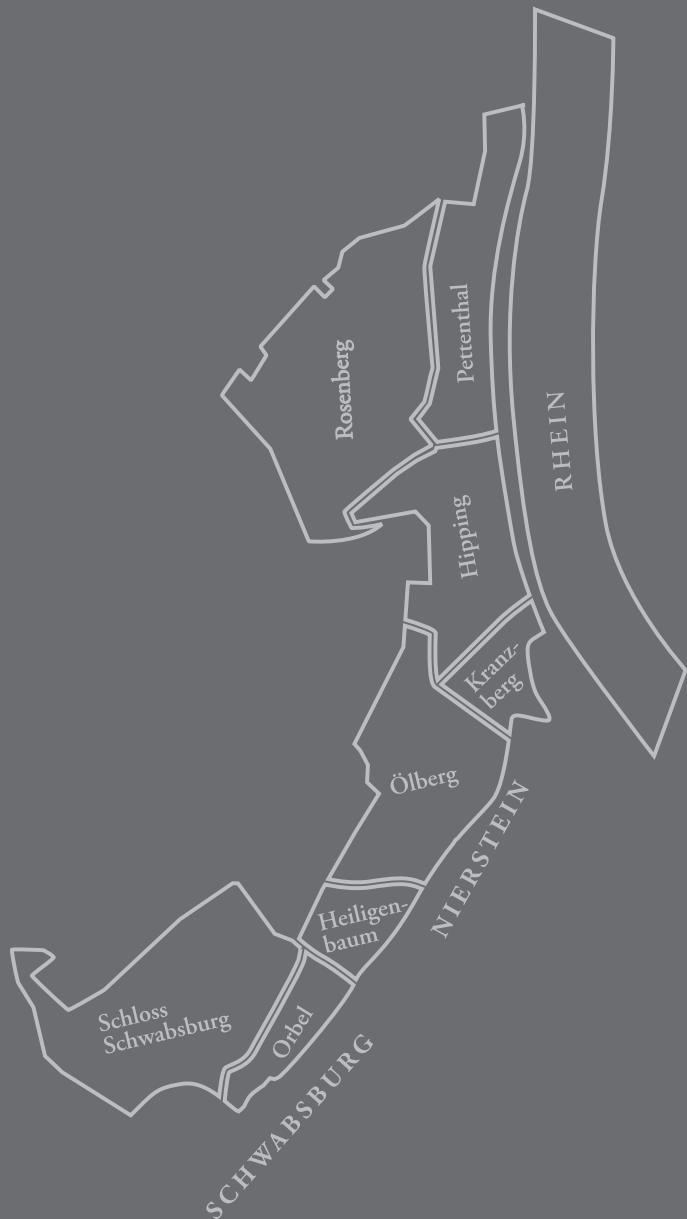 Pettenthal
Rosenberg
RHEIN
Hipping
Kranz-
berg
Ölberg
NIERSTEIN
Heiligen-
baum
Schloss
Schwabsburg
Orbel
SCHWABSBURG